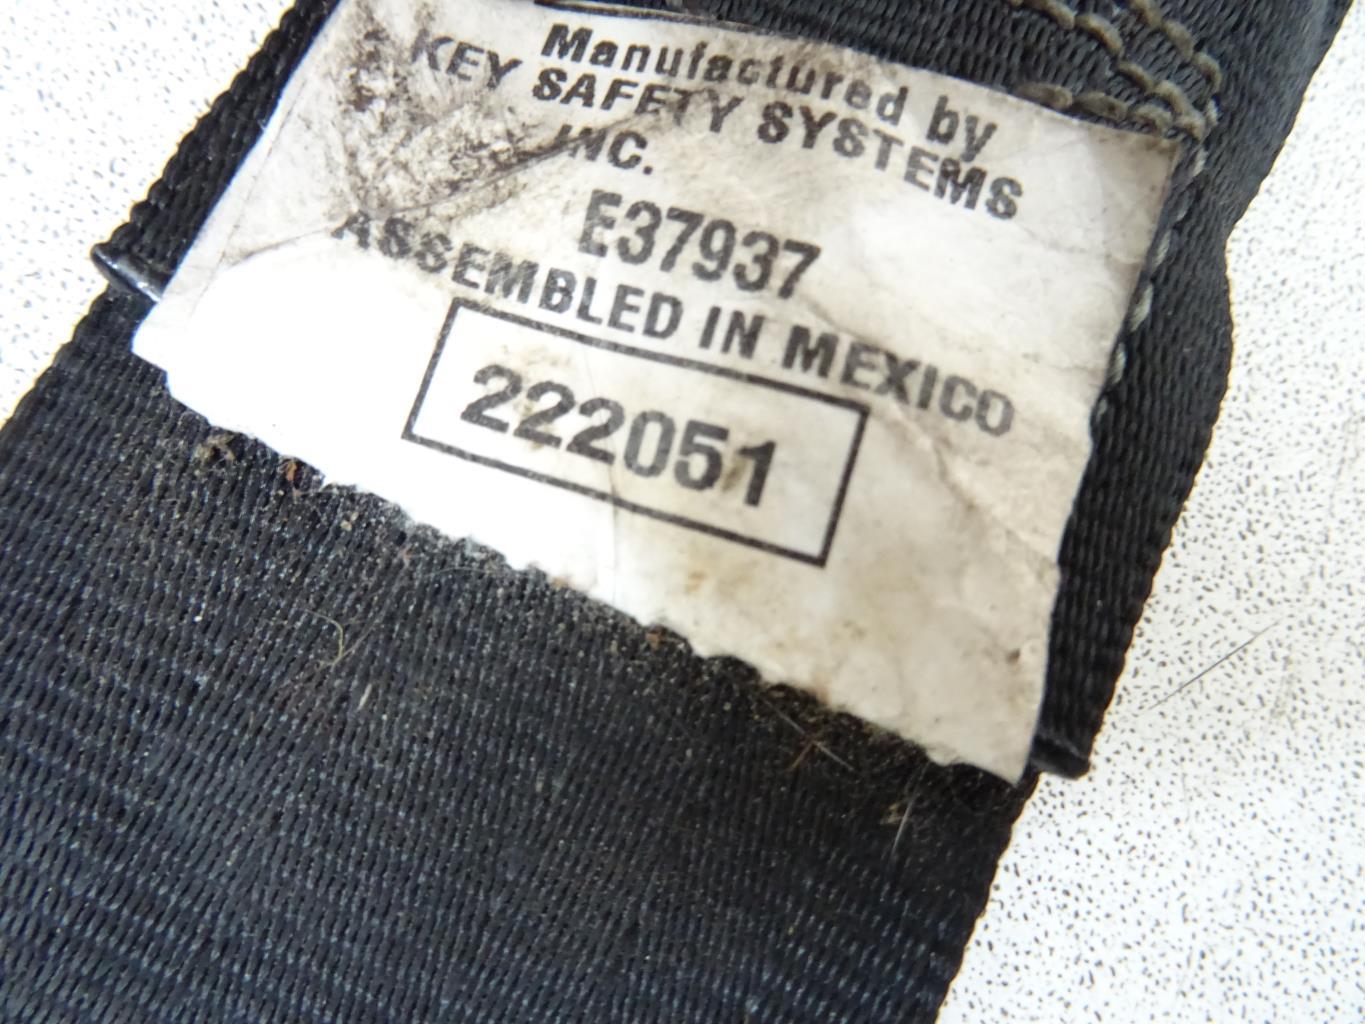 Manufactured by
KEY SAFETY SYSTEMS
INC.
E37937
ASSEMBLED IN MEXICO
222051